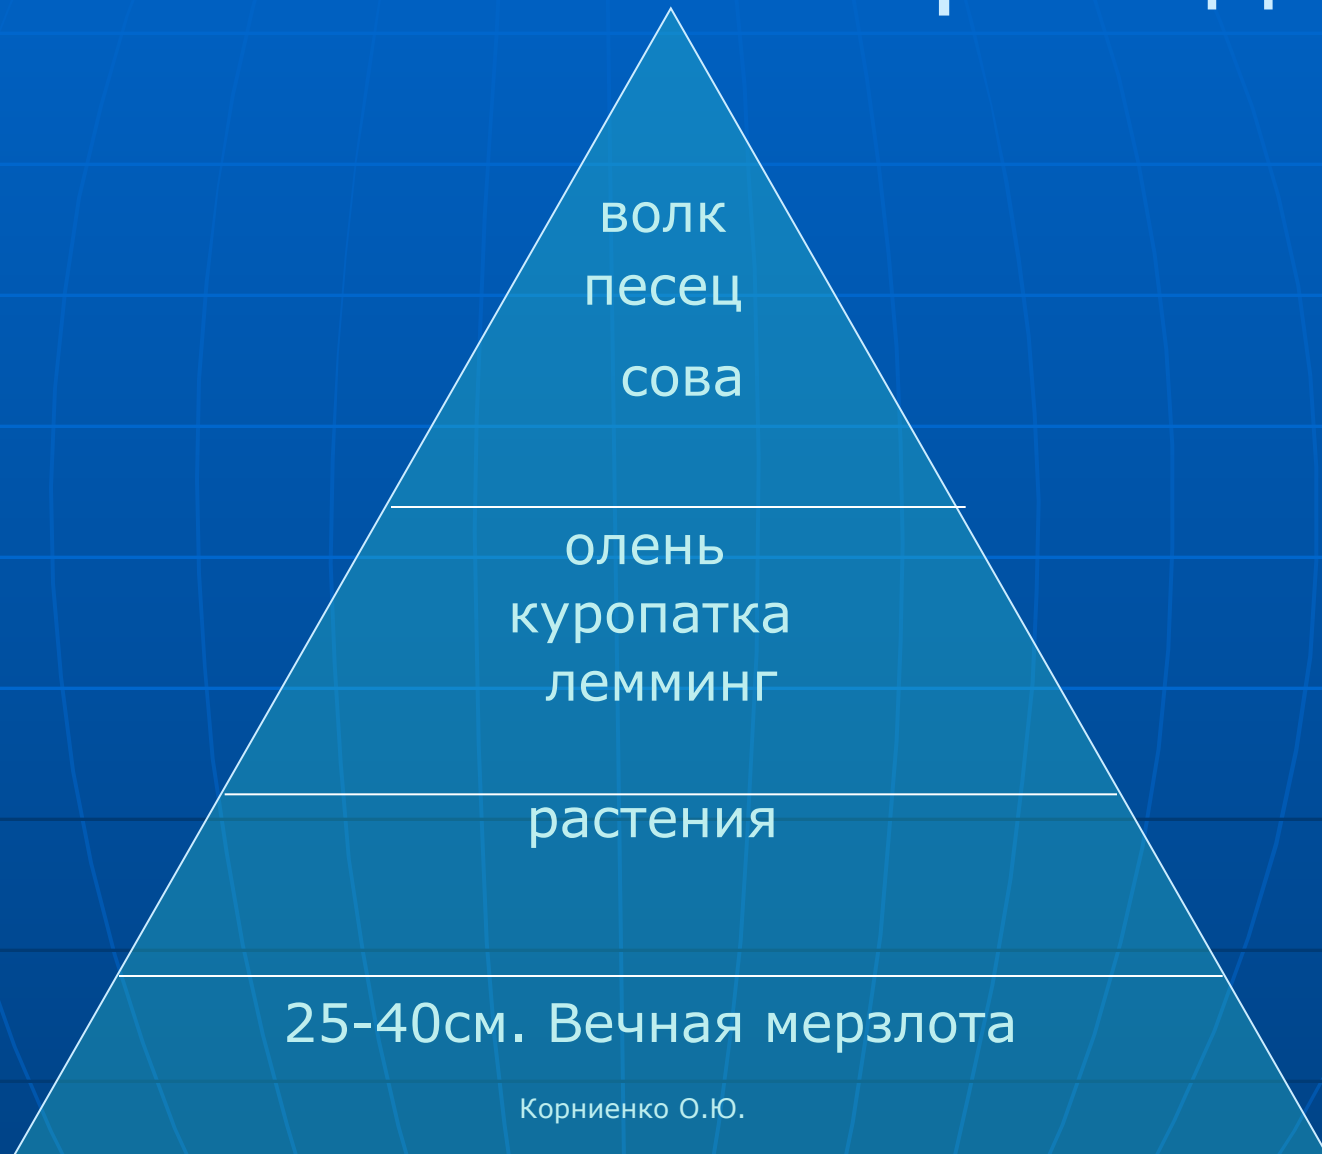 волк
песец
сова
олень
куропатка
лемминг
растения
25-40см. Вечная мерзлота
Корниенко О.Ю.